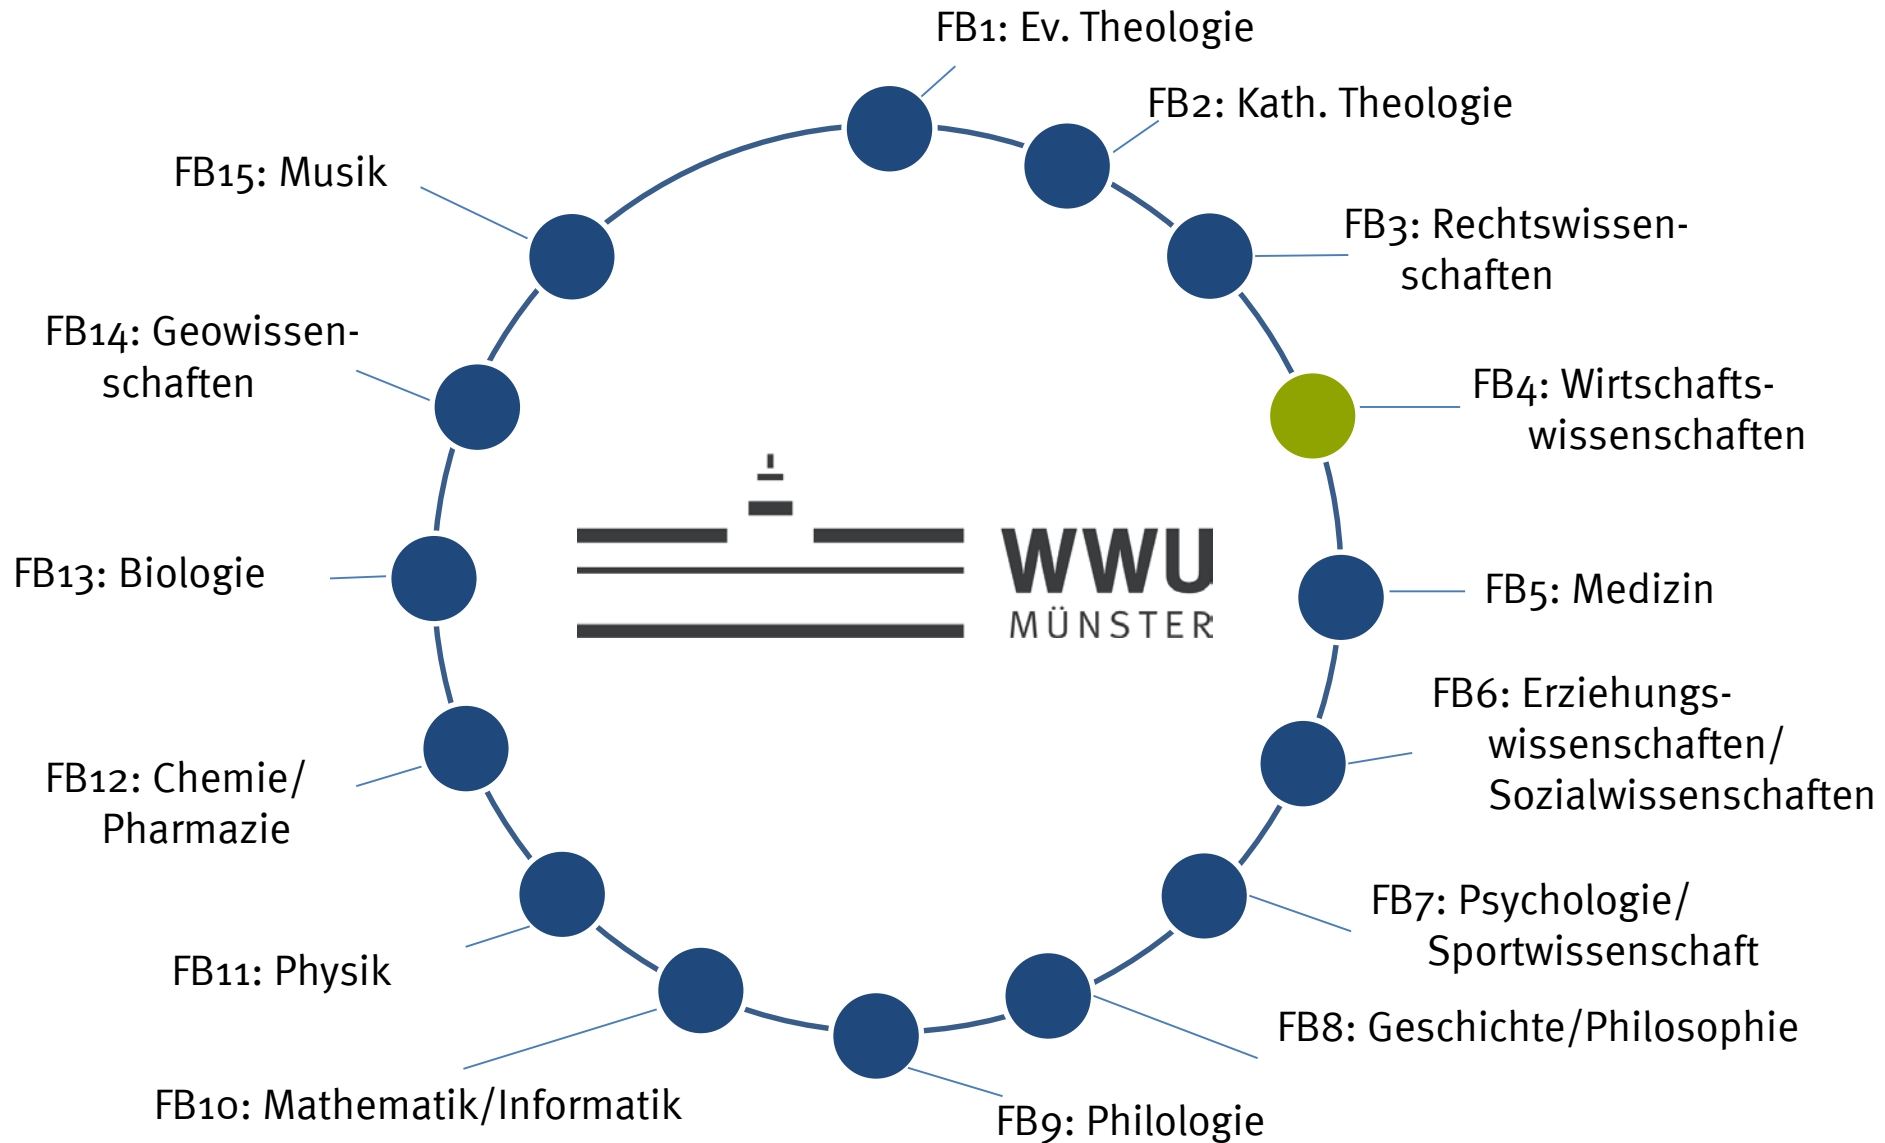 FB1: Ev. Theologie
FB2: Kath. Theologie
FB3: Rechtswissen-
schaften
FB4: Wirtschafts-
wissenschaften
FB5: Medizin
FB6: Erziehungs-
wissenschaften/
Sozialwissenschaften
FB7: Psychologie/
Sportwissenschaft
FB8: Geschichte/Philosophie
FB9: Philologie
FB10: Mathematik/Informatik
FB11: Physik
FB12: Chemie/
Pharmazie
FB13: Biologie
FB14: Geowissen-
schaften
FB15: Musik
WWU
MÜNSTER